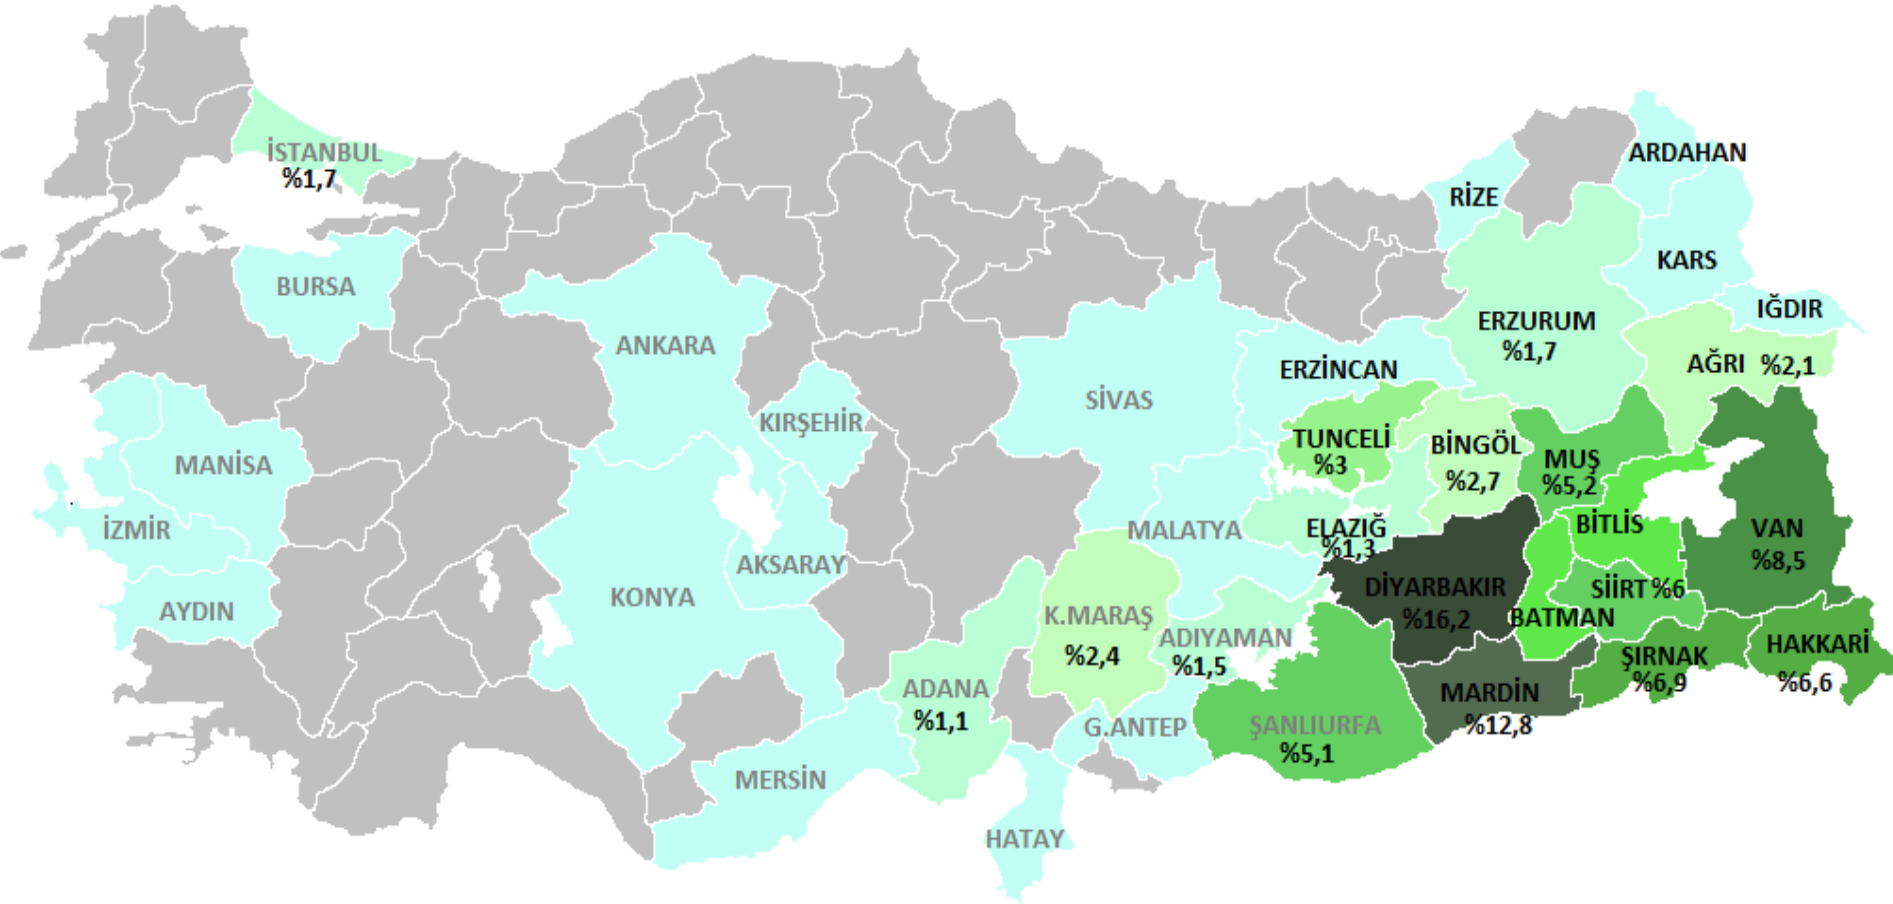 İSTANBUL
%1,7
ARDAHAN
RİZE
KARS
BURSA
IĞDIR
ERZURUM
%1,7
ANKARA
AĞRI %2,1
ERZİNCAN
SİVAS
KIRŞEHİR
TUNCELİ
%3
BİNGÖL
%2,7
MUŞ
%5,2
MANİSA
İZMİR
MALATYA
ELAZIĞ
%1,3
BİTLİS
VAN
%8,5
AKSARAY
KONYA
AYDIN
DİYARBAKIR
%16,2
SİİRT %6
BATMAN
K.MARAŞ
%2,4
ADIYAMAN
%1,5
ŞIRNAK
%6,9
HAKKARİ
%6,6
ADANA
%1,1
MARDİN
%12,8
G.ANTEP
ŞANLIURFA
%5,1
MERSİN
HATAY